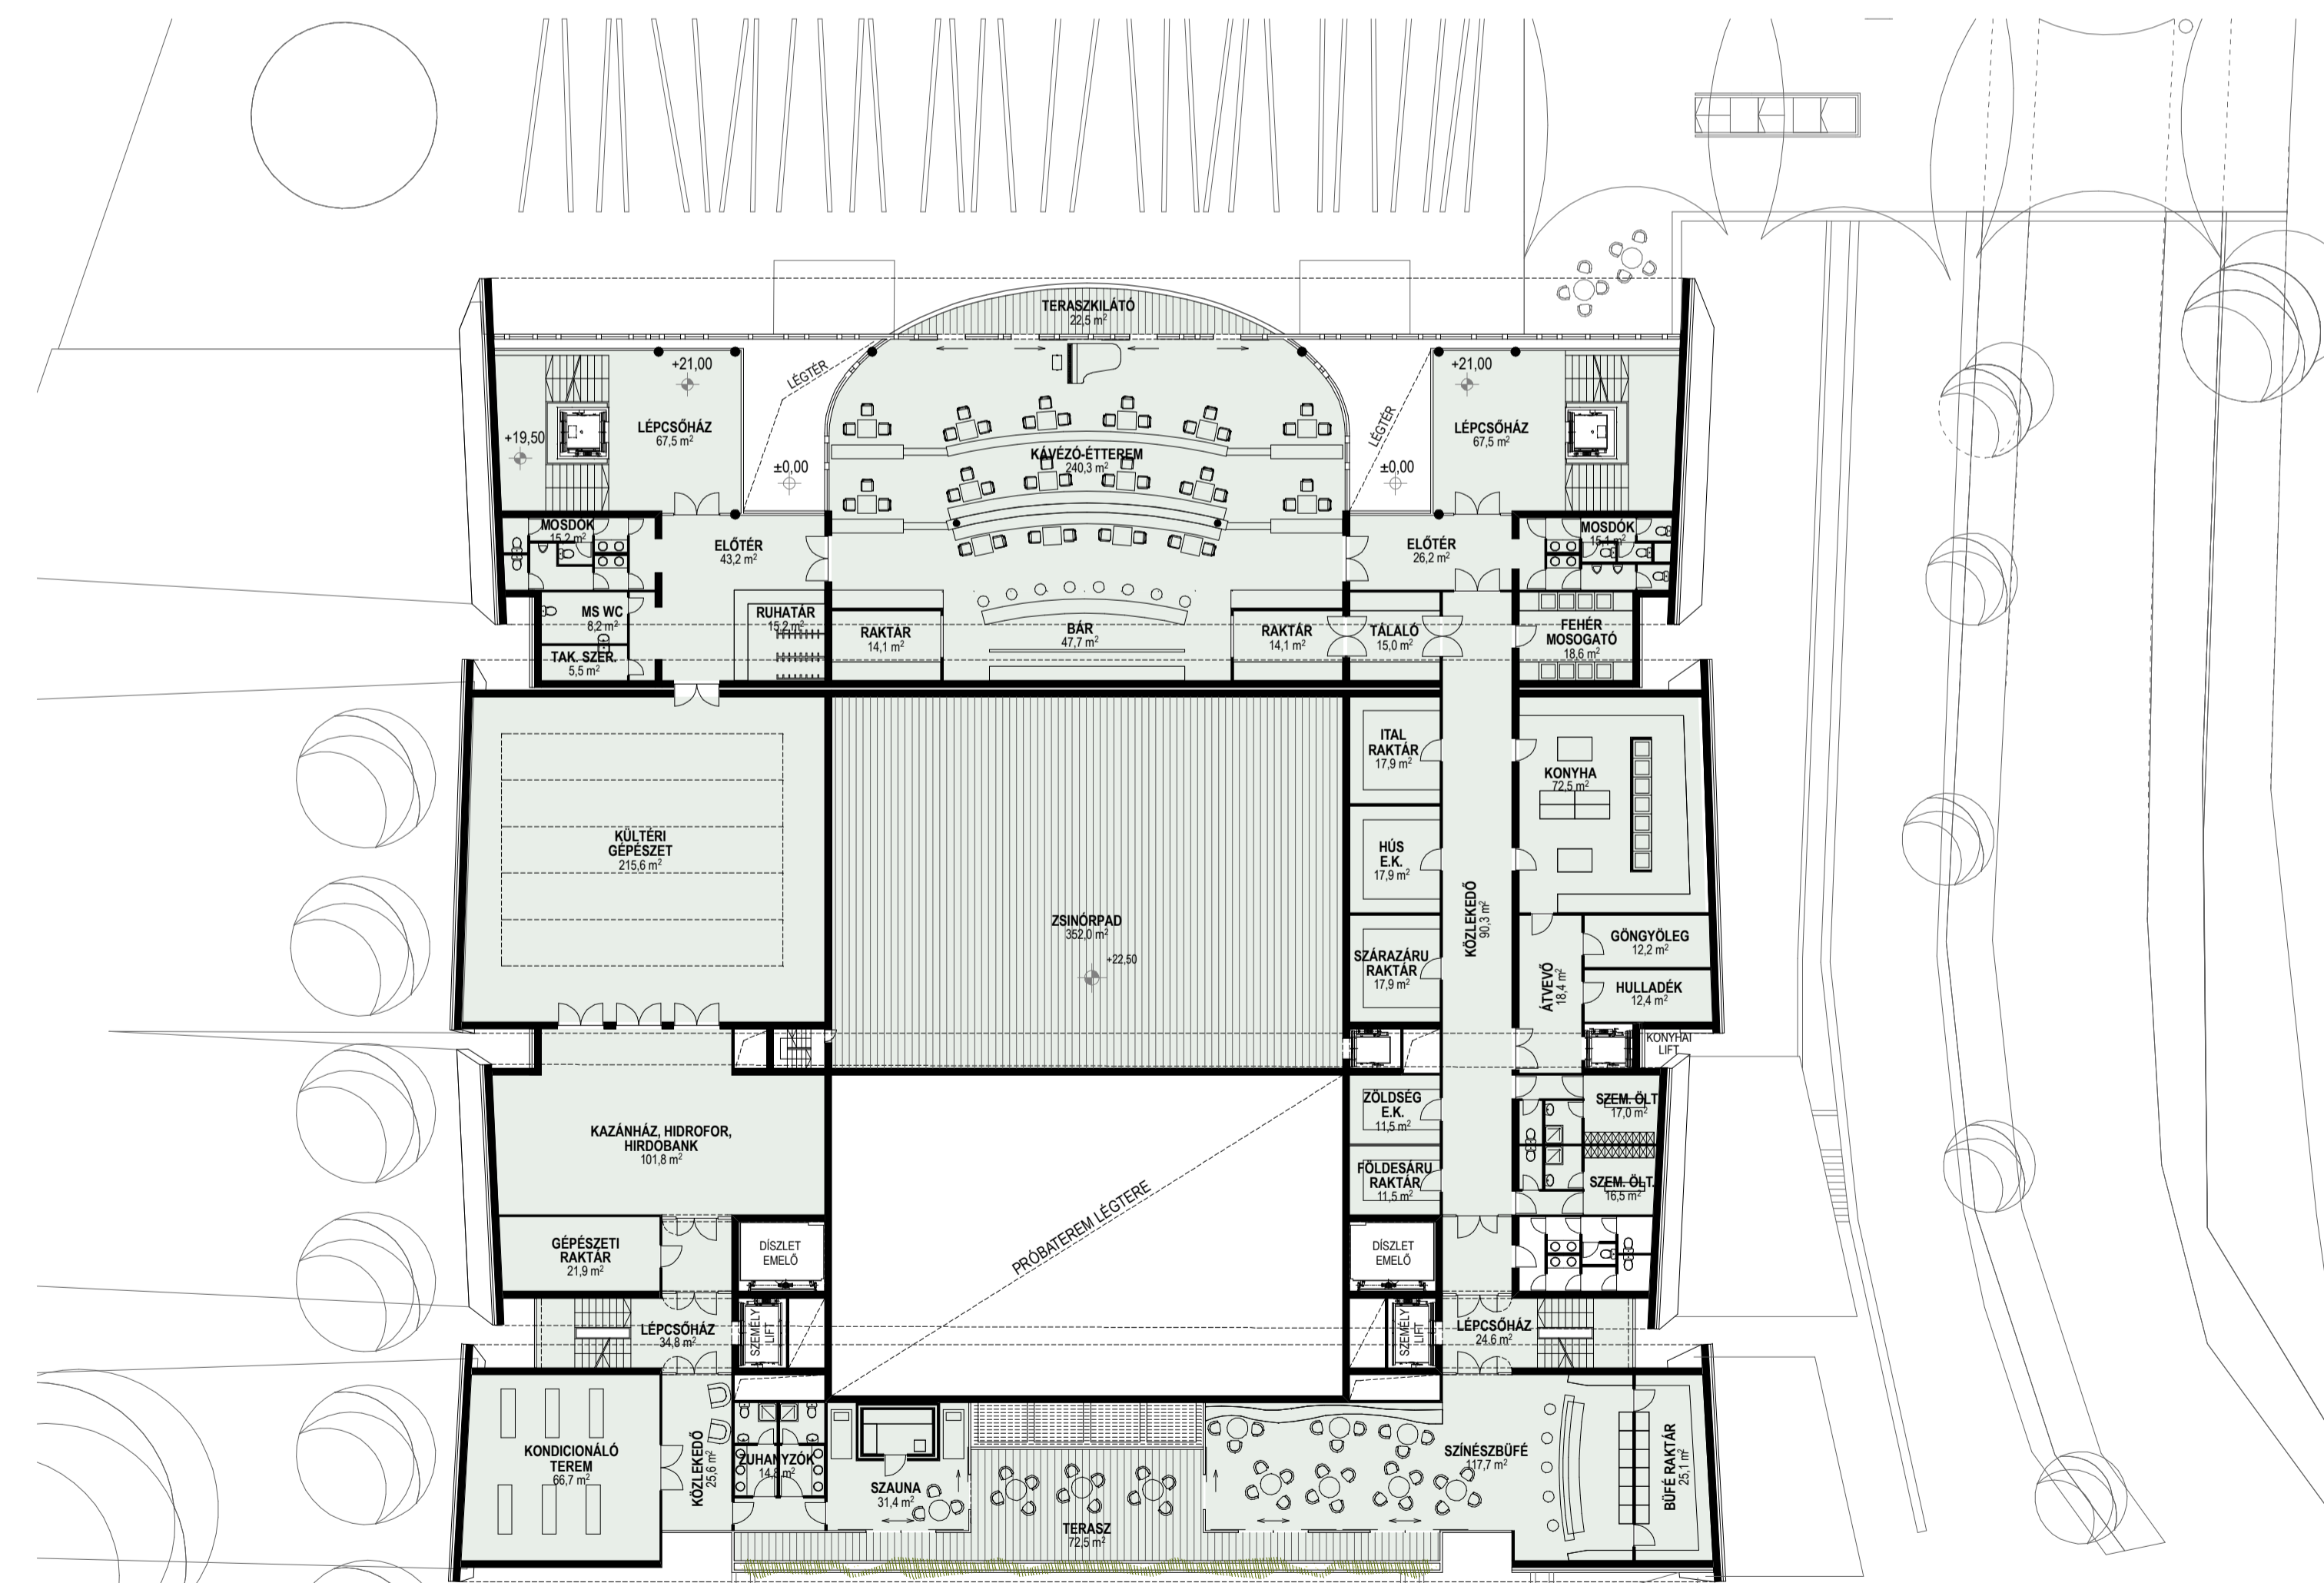 TERASZKILÁTÓ
22,5 m²
+21,00
LÉGTÉR
+21,00
LÉPCSŐHÁZ
67,5 m²
+19,50
±0,00
KÁVÉZÓ-ÉTTEREM
240,3 m²
LÉGTÉR
±0,00
LÉPCSŐHÁZ
67,5 m²
MOSDÓK
15,2 m²
ELŐTÉR
43,2 m²
ELŐTÉR
26,2 m²
MOSDÓK
15,1 m²
MS WC
8,2 m²
TAK. SZER.
5,5 m²
RUHATÁR
15,2 m²
RAKTÁR
14,1 m²
BÁR
47,7 m²
RAKTÁR
14,1 m²
TÁLALÓ
15,0 m²
FEHÉR
MOSOGATÓ
18,6 m²
KÜLTÉRI
GÉPÉSZET
215,6 m²
ZSINÓRPAD
352,0 m²
+22,50
ITAL
RAKTÁR
17,9 m²
HÚS
E.K.
17,9 m²
SZÁRAZÁRU
RAKTÁR
17,9 m²
KÖZLEKEDŐ
90,3 m²
KONYHA
72,5 m²
GÖNGYÖLEG
12,2 m²
ÁTVEVŐ
18,4 m²
HULLADÉK
12,4 m²
KONYHAI
LIFT
KAZÁNHÁZ, HIDROFOR,
HIRDOBANK
101,8 m²
PRÓBATEREM LÉGTERE
ZÖLDSÉG
E.K.
11,5 m²
FÖLDESÁRU
RAKTÁR
11,5 m²
SZEM. ÖLT.
17,0 m²
SZEM. ÖLT.
16,5 m²
GÉPÉSZETI
RAKTÁR
21,9 m²
DÍSZLET
EMELŐ
DÍSZLET
EMELŐ
LÉPCSŐHÁZ
34,8 m²
SZEMÉLY
LIFT
SZEMÉLY
LIFT
LÉPCSŐHÁZ
24,6 m²
KONDICIONÁLÓ
TEREM
66,7 m²
KÖZLEKEDŐ
25,6 m²
ZUHANYZÓK
SZAUNA
31,4 m²
TERASZ
72,5 m²
SZÍNÉSZBÜFÉ
117,7 m²
BÜFÉ RAKTÁR
25,1 m²